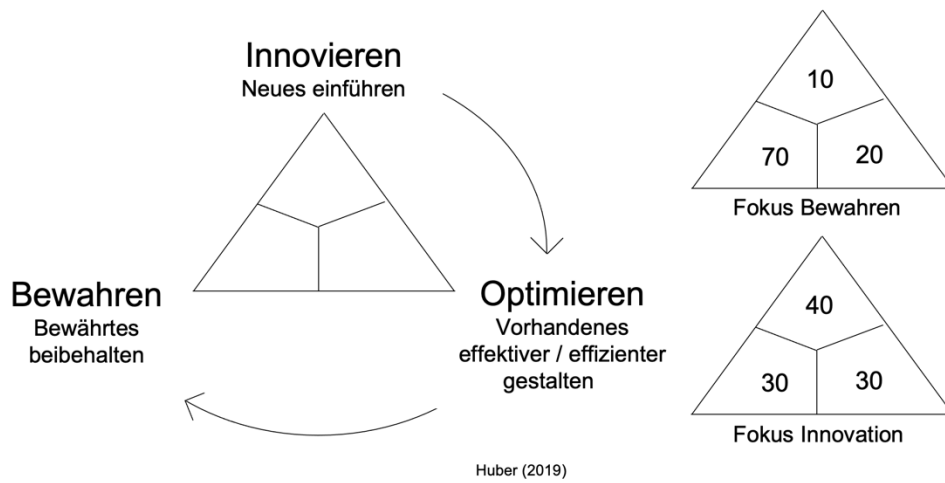 Innovieren
Neues einführen
Bewahren
Bewährtes
beibehalten
Optimieren
Vorhandenes
effektiver / effizienter
gestalten
10
70
20
Fokus Bewahren
40
30
30
Fokus Innovation
Huber (2019)